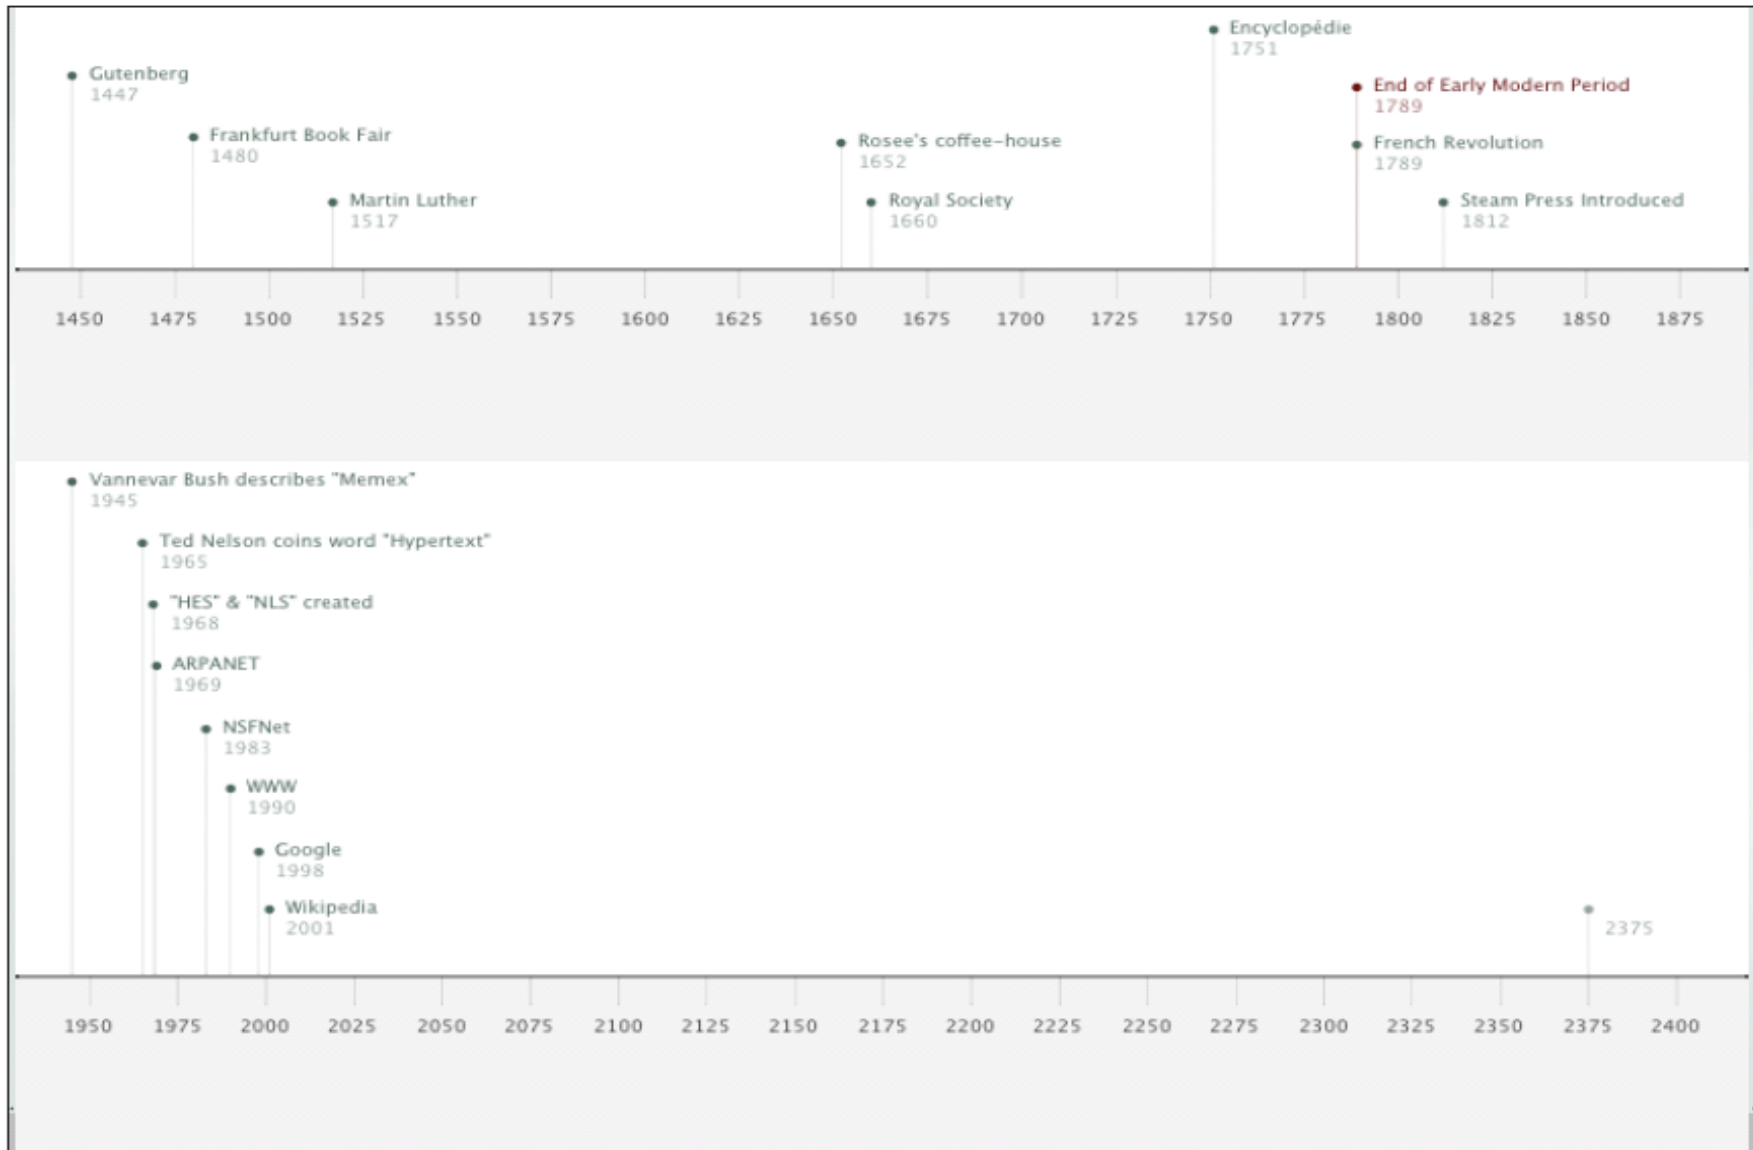 Encyclopédie
1751
Gutenberg
1447
End of Early Modern Period
1789
Frankfurt Book Fair
1480
Rosee's coffee-house
1652
French Revolution
1789
Martin Luther
1517
Royal Society
1660
Steam Press Introduced
1812
1450 1475 1500 1525 1550 1575 1600 1625 1650 1675 1700 1725 1750 1775 1800 1825 1850 1875
Vannevar Bush describes "Memex"
1945
Ted Nelson coins word "Hypertext"
1965
"HES" & "NLS" created
1968
ARPANET
1969
NSFNet
1983
WWW
1990
Google
1998
Wikipedia
2001
2375
1950 1975 2000 2025 2050 2075 2100 2125 2150 2175 2200 2225 2250 2275 2300 2325 2350 2375 2400